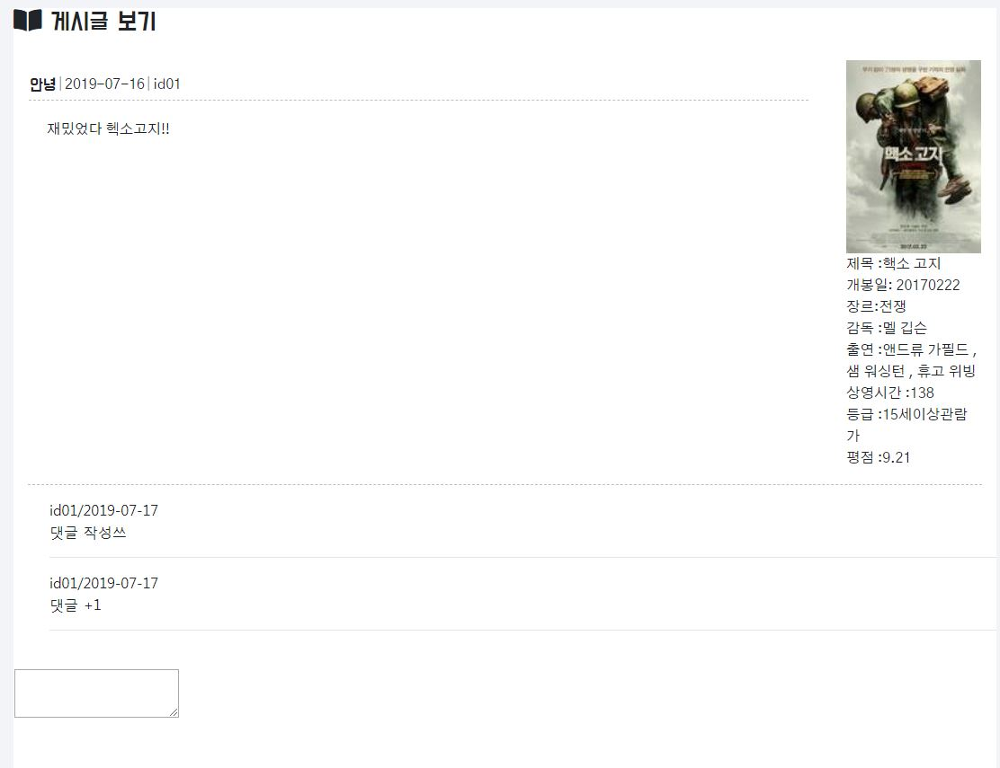 게시글 보기
안녕 | 2019-07-16 | id01
재밌었다 헥소고지!!
핵소 고지
2017.02.22
제목 :핵소 고지
개봉일: 20170222
장르:전쟁
감독 :멜 깁슨
출연 :앤드류 가필드 ,
샘 워싱턴 , 휴고 위빙
상영시간 :138
등급 :15세이상관람
가
평점 :9.21
id01/2019-07-17
댓글 작성쓰
id01/2019-07-17
댓글 +1